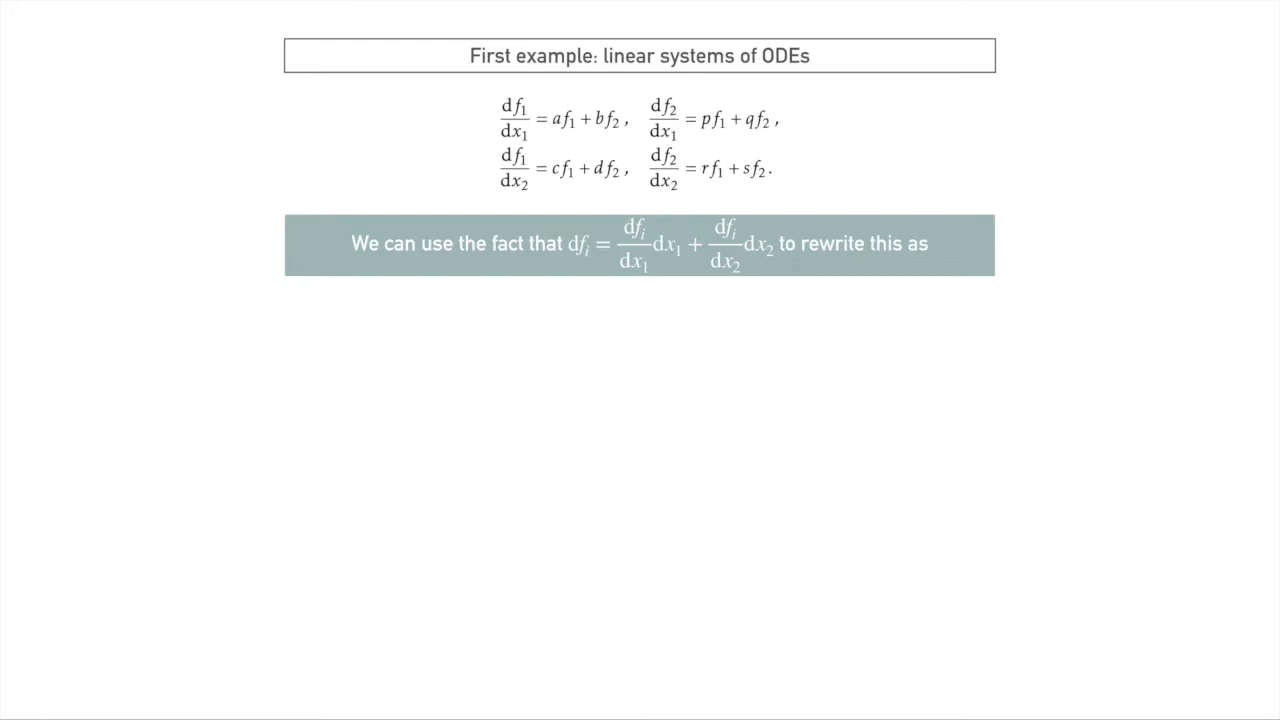 First example: linear systems of ODEs
df₁/dx₁ = af₁ + bf₂ , df₂/dx₁ = pf₁ + qf₂ ,
df₁/dx₂ = cf₁ + df₂ , df₂/dx₂ = rf₁ + sf₂ .
We can use the fact that dfᵢ = dfᵢ/dx₁ dx₁ + dfᵢ/dx₂ dx₂ to rewrite this as